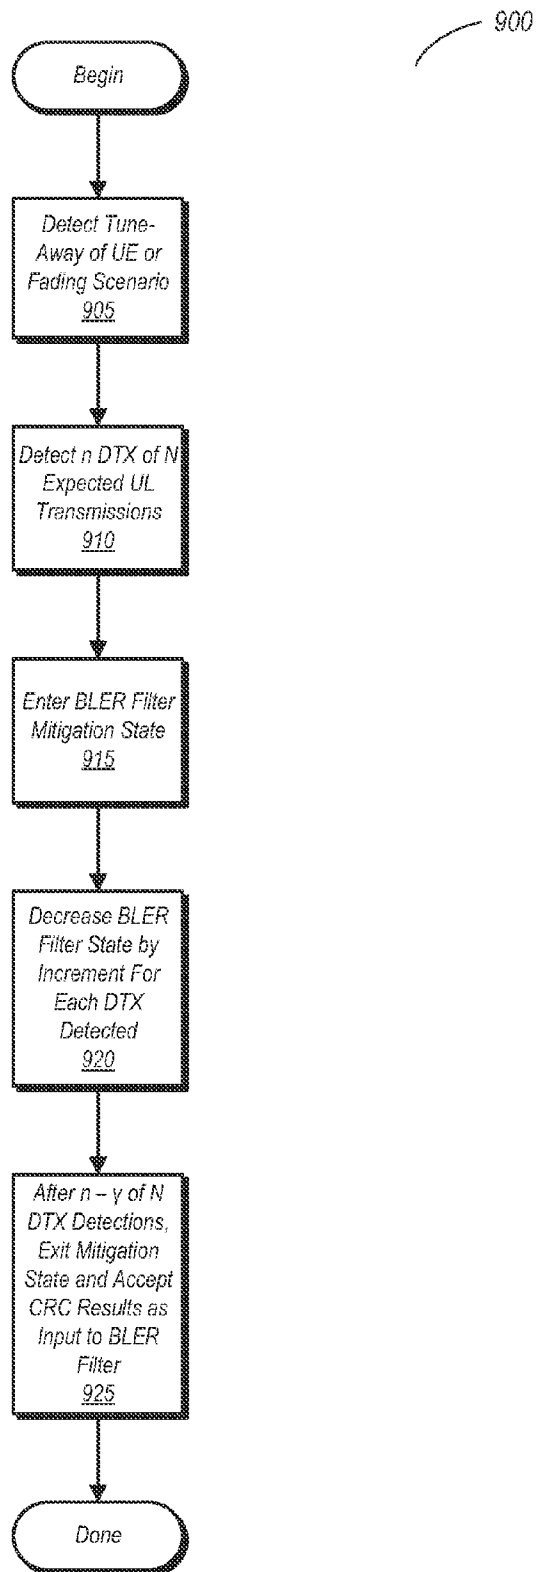 900
Begin
Detect Tune-
Away of UE or
Fading Scenario
905
Detect n DTX of N
Expected UL
Transmissions
910
Enter BLER Filter
Mitigation State
915
Decrease BLER
Filter State by
Increment For
Each DTX
Detected
920
After n – γ of N
DTX Detections,
Exit Mitigation
State and Accept
CRC Results as
Input to BLER
Filter
925
Done